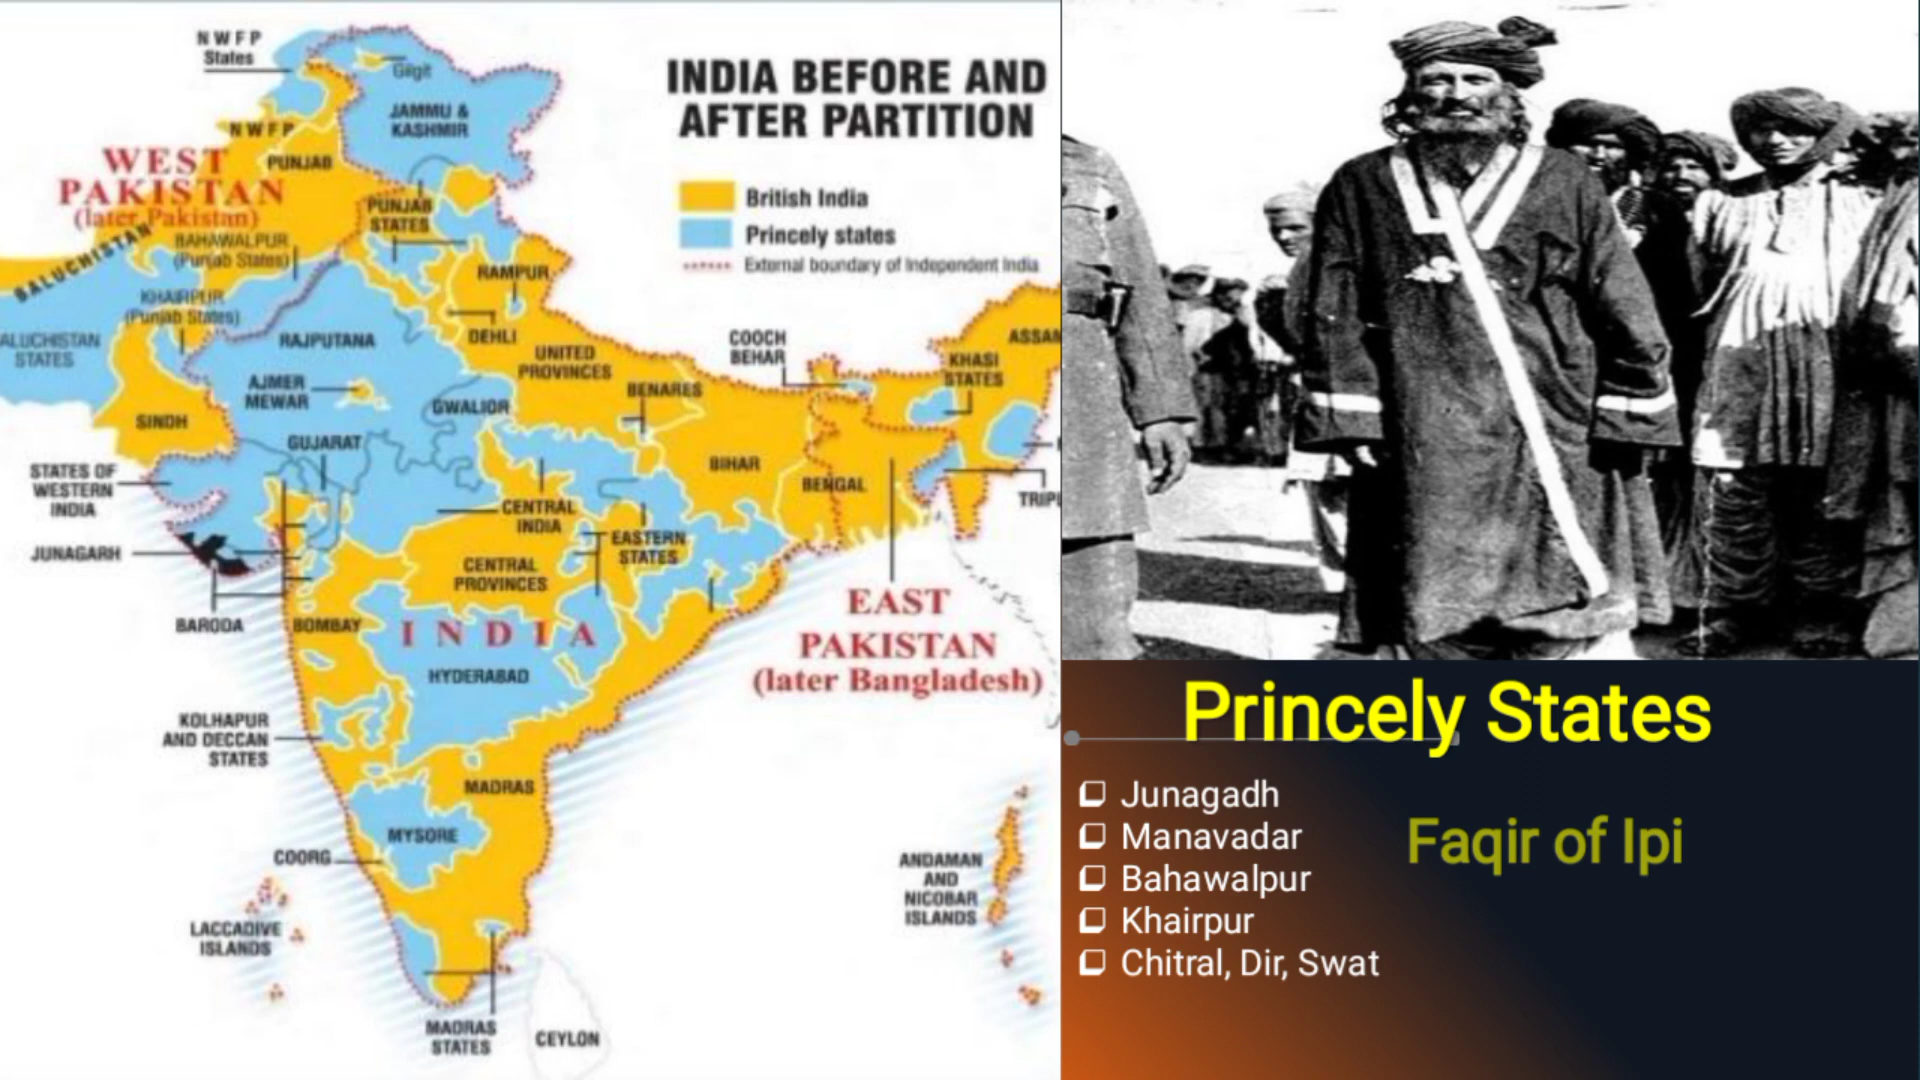 N W F P
States
Gilgit
INDIA BEFORE AND
AFTER PARTITION
JAMMU &
KASHMIR
N W F P
PUNJAB
WEST
PAKISTAN
(later Pakistan)
British India
Princely states
External boundary of Independent India
PUNJAB
STATES
BALUCHISTAN
BAHAWALPUR
(Punjab States)
RAMPUR
KHAIRPUR
(Punjab States)
ALUCHISTAN
STATES
RAJPUTANA
DEHLI
UNITED
PROVINCES
COOCH
BEHAR
KHASI
STATES
ASSAM
AJMER
MEWAR
GWALIOR
BENARES
SINDH
GUJARAT
BIHAR
BENGAL
STATES OF
WESTERN
INDIA
CENTRAL
INDIA
TRIPU
JUNAGARH
EASTERN
STATES
CENTRAL
PROVINCES
BARODA
BOMBAY
INDIA
EAST
PAKISTAN
(later Bangladesh)
HYDERABAD
KOLHAPUR
AND DECCAN
STATES
MADRAS
MYSORE
COORG
ANDAMAN
AND
NICOBAR
ISLANDS
LACCADIVE
ISLANDS
MADRAS
STATES
CEYLON
Princely States
Junagadh
Manavadar
Bahawalpur
Khairpur
Chitral, Dir, Swat
Faqir of Ipi